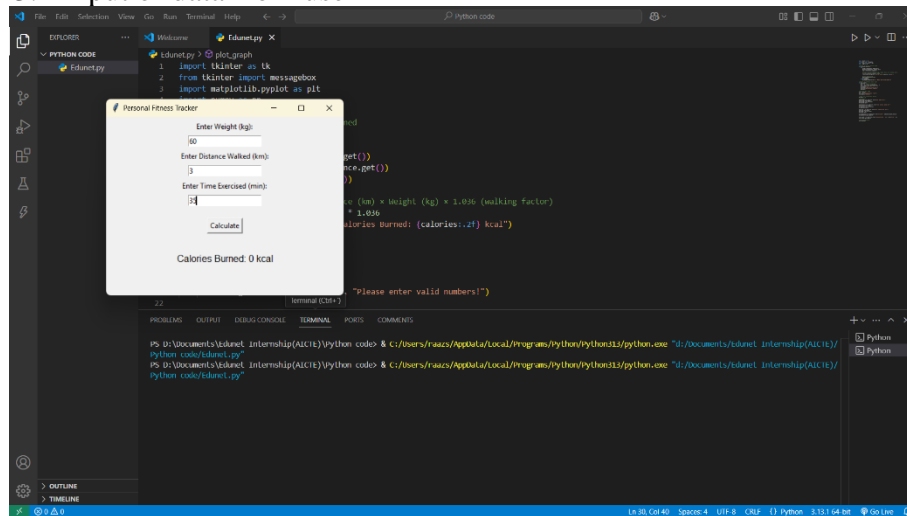 File Edit Selection View Go Run Terminal Help
Python code
EXPLORER
Welcome
Edunet.py
PYTHON CODE
Edunet.py
Edunet.py > plot_graph
1 import tkinter as tk
2 from tkinter import messagebox
3 import matplotlib.pyplot as plt
Personal Fitness Tracker
Enter Weight (kg):
60
Enter Distance Walked (km):
3
Enter Time Exercised (min):
35
Calculate
Calories Burned: 0 kcal
ned
get())
nce.get())
))
ce (km) × Weight (kg) × 1.036 (walking factor)
* 1.036
alories Burned: {calories:.2f} kcal")
, "Please enter valid numbers!")
22
Terminal (Ctrl+`)
PROBLEMS OUTPUT DEBUG CONSOLE TERMINAL PORTS COMMENTS
PS D:\Documents\Edunet Internship(AICTE)\Python code> & C:/Users/raazs/AppData/Local/Programs/Python/Python313/python.exe "d:/Documents/Edunet Internship(AICTE)/
Python code/Edunet.py"
PS D:\Documents\Edunet Internship(AICTE)\Python code> & C:/Users/raazs/AppData/Local/Programs/Python/Python313/python.exe "d:/Documents/Edunet Internship(AICTE)/
Python code/Edunet.py"
Python
Python
OUTLINE
TIMELINE
0 0
Ln 30, Col 40 Spaces: 4 UTF-8 CRLF {} Python 3.13.1 64-bit Go Live